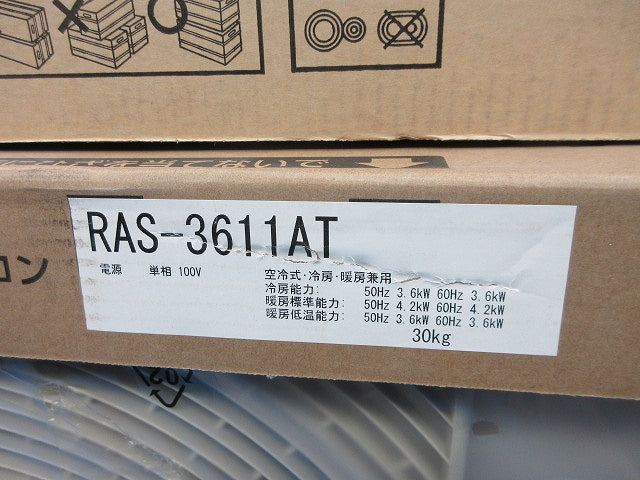 コン
RAS-3611AT
電源 単相 100V
空冷式・冷房・暖房兼用
冷房能力: 50Hz 3.6kW 60Hz 3.6kW
暖房標準能力: 50Hz 4.2kW 60Hz 4.2kW
暖房低温能力: 50Hz 3.6kW 60Hz 3.6kW
30kg